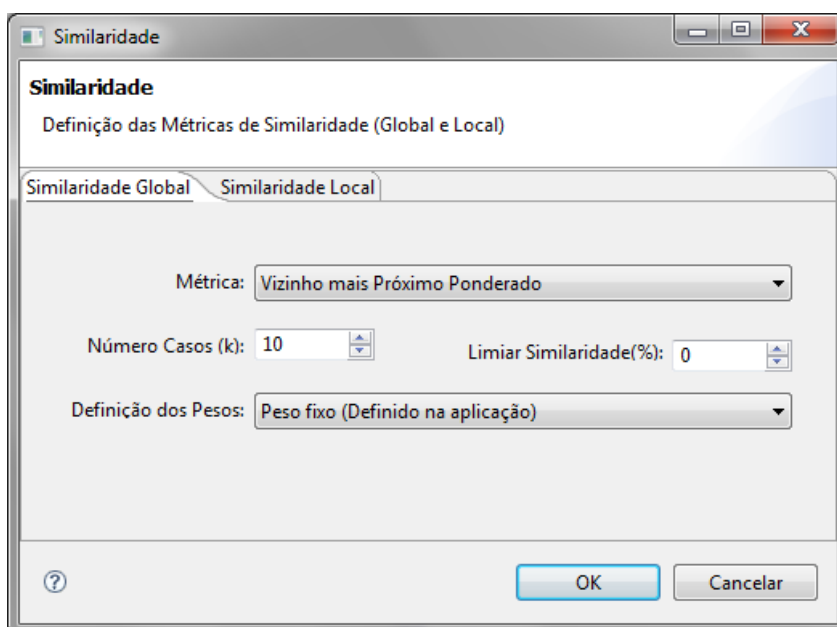 Similaridade
Similaridade
Definição das Métricas de Similaridade (Global e Local)
Similaridade Global Similaridade Local
Métrica: Vizinho mais Próximo Ponderado
Número Casos (k): 10 Limiar Similaridade(%): 0
Definição dos Pesos: Peso fixo (Definido na aplicação)
? OK Cancelar